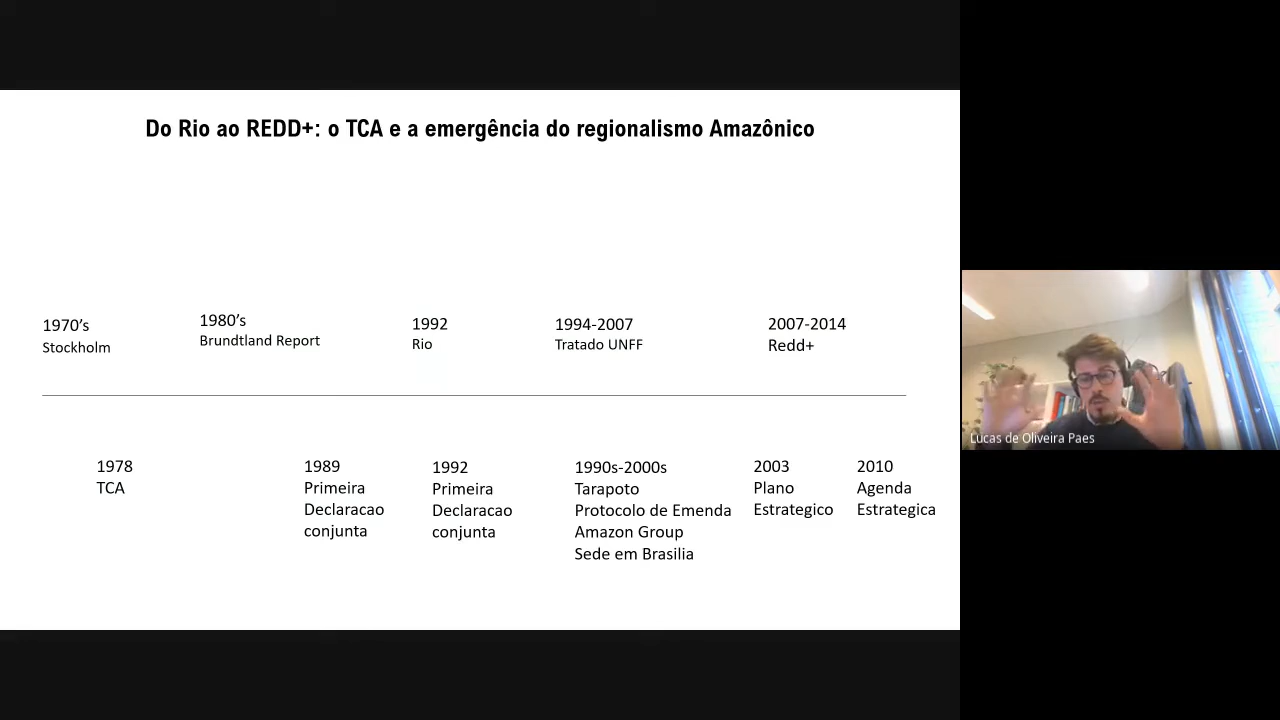 Do Rio ao REDD+: o TCA e a emergência do regionalismo Amazônico
1970’s
Stockholm
1980’s
Brundtland Report
1992
Rio
1994-2007
Tratado UNFF
2007-2014
Redd+
1978
TCA
1989
Primeira
Declaracao
conjunta
1992
Primeira
Declaracao
conjunta
1990s-2000s
Tarapoto
Protocolo de Emenda
Amazon Group
Sede em Brasilia
2003
Plano
Estrategico
2010
Agenda
Estrategica
Lucas de Oliveira Paes